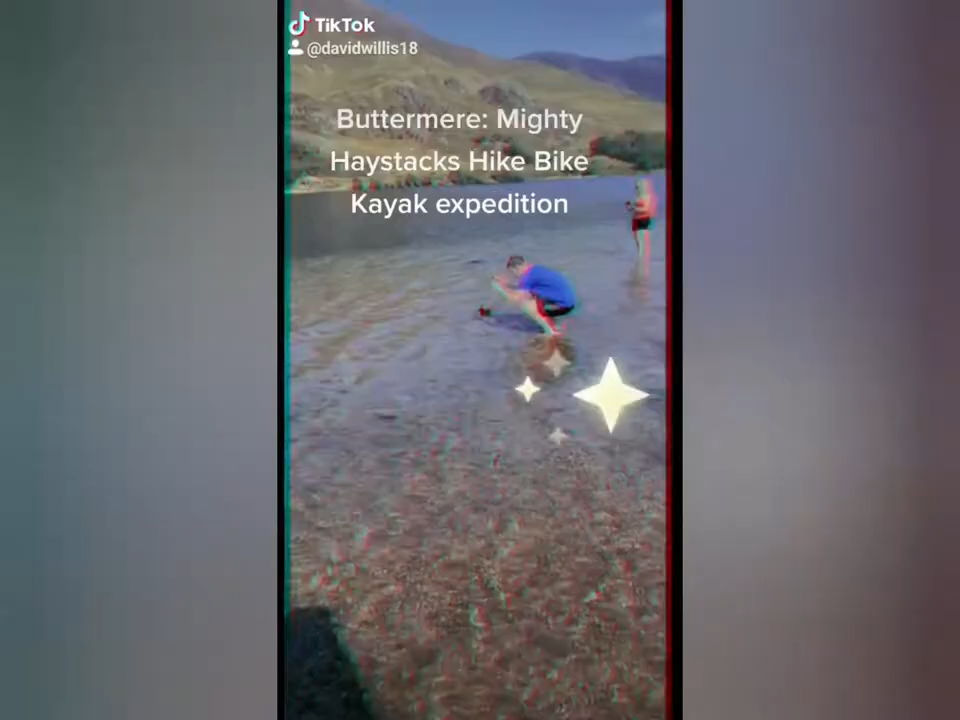 TikTok
@davidwillis18
Buttermere: Mighty
Haystacks Hike Bike
Kayak expedition